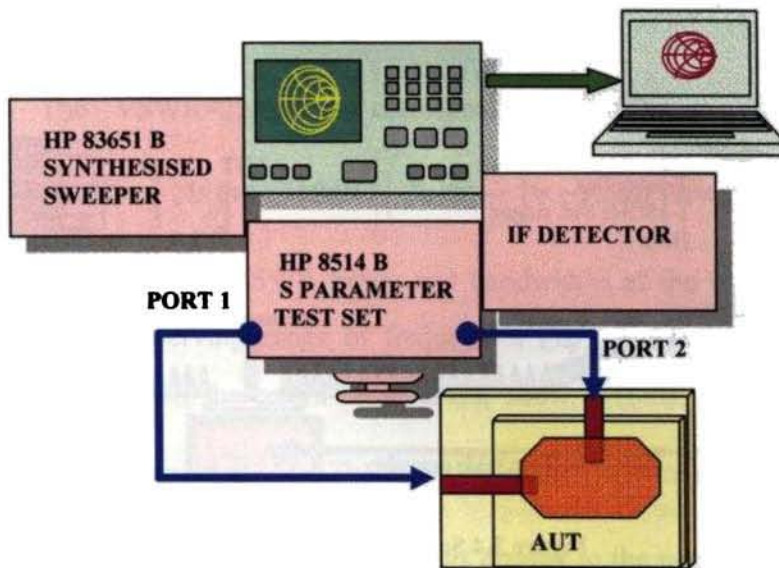 HP 83651 B
SYNTHESISED
SWEEPER
IF DETECTOR
HP 8514 B
S PARAMETER
TEST SET
PORT 1
PORT 2
AUT